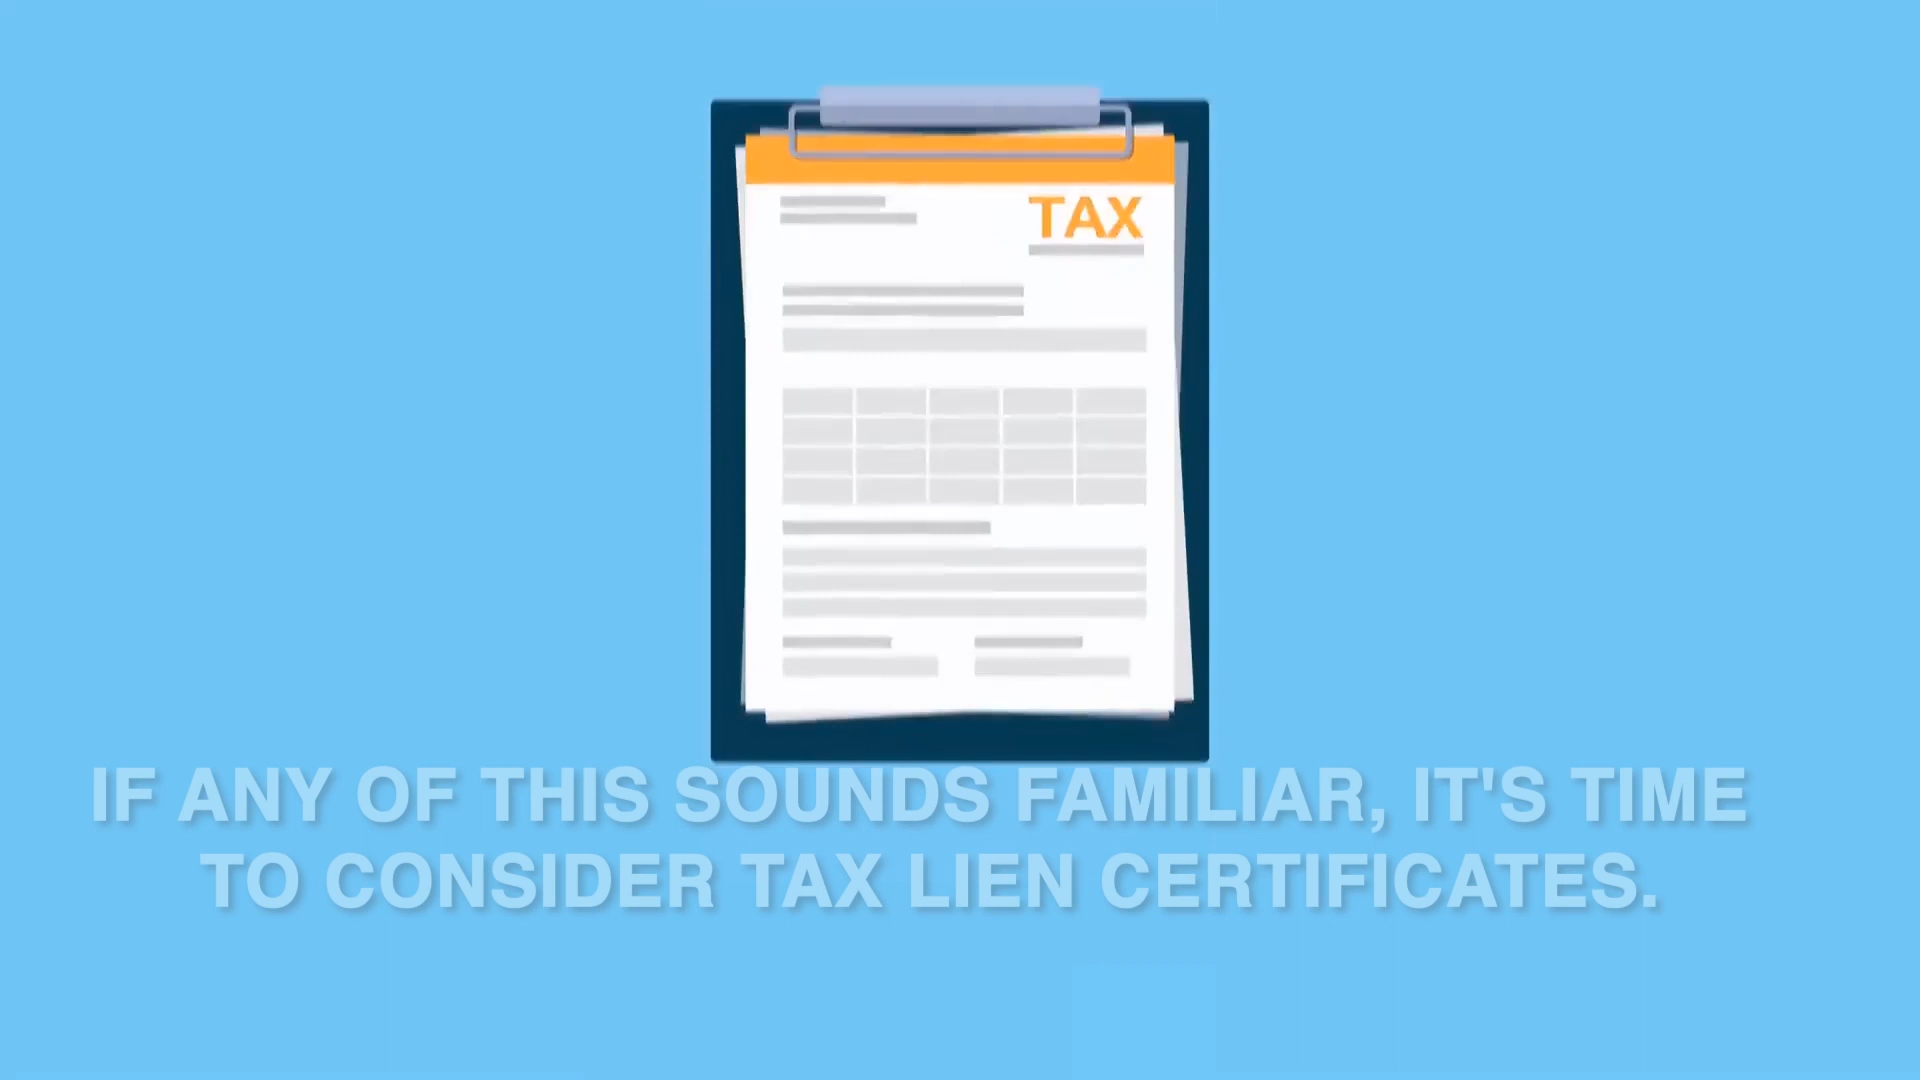 TAX
IF ANY OF THIS SOUNDS FAMILIAR, IT'S TIME
TO CONSIDER TAX LIEN CERTIFICATES.